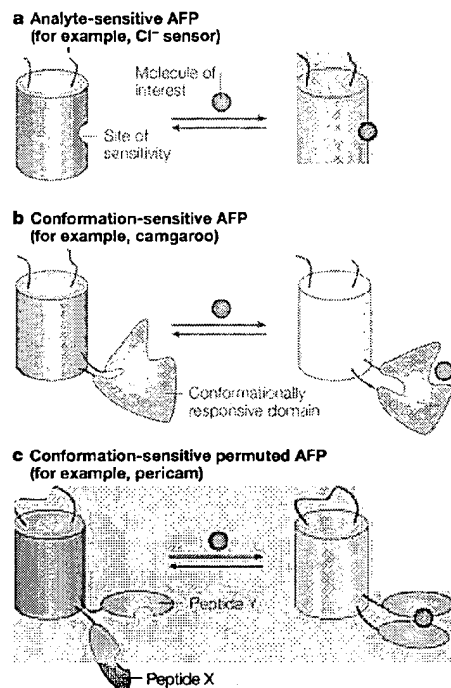 a Analyte-sensitive AFP
(for example, Cl⁻ sensor)
Molecule of
interest
Site of
sensitivity
b Conformation-sensitive AFP
(for example, camgaroo)
Conformationally
responsive domain
c Conformation-sensitive permuted AFP
(for example, pericam)
Peptide Y
Peptide X